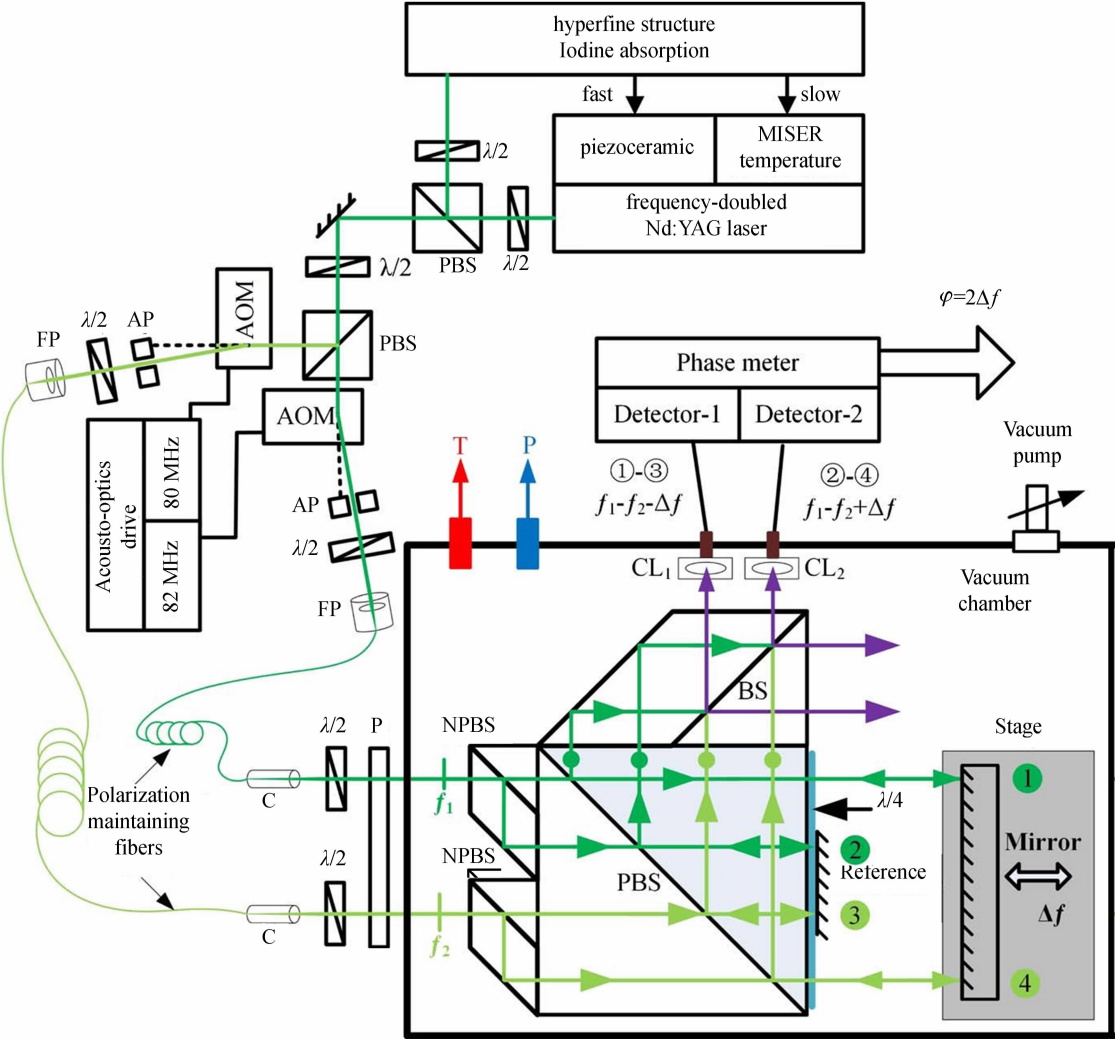 hyperfine structure
Iodine absorption
fast
slow
piezoceramic
MISER
temperature
frequency-doubled
Nd:YAG laser
λ/2
PBS
λ/2
λ/2
PBS
AOM
λ/2
AP
FP
AOM
AP
λ/2
FP
Acousto-optics
drive
80 MHz
82 MHz
φ=2Δf
Phase meter
Detector-1
Detector-2
①-③
f₁-f₂-Δf
②-④
f₁-f₂+Δf
Vacuum
pump
T
P
CL₁
CL₂
Vacuum
chamber
BS
λ/2
P
NPBS
Stage
C
f₁
1
λ/4
Polarization
maintaining
fibers
λ/2
NPBS
PBS
2
Reference
3
Mirror
Δf
C
f₂
4